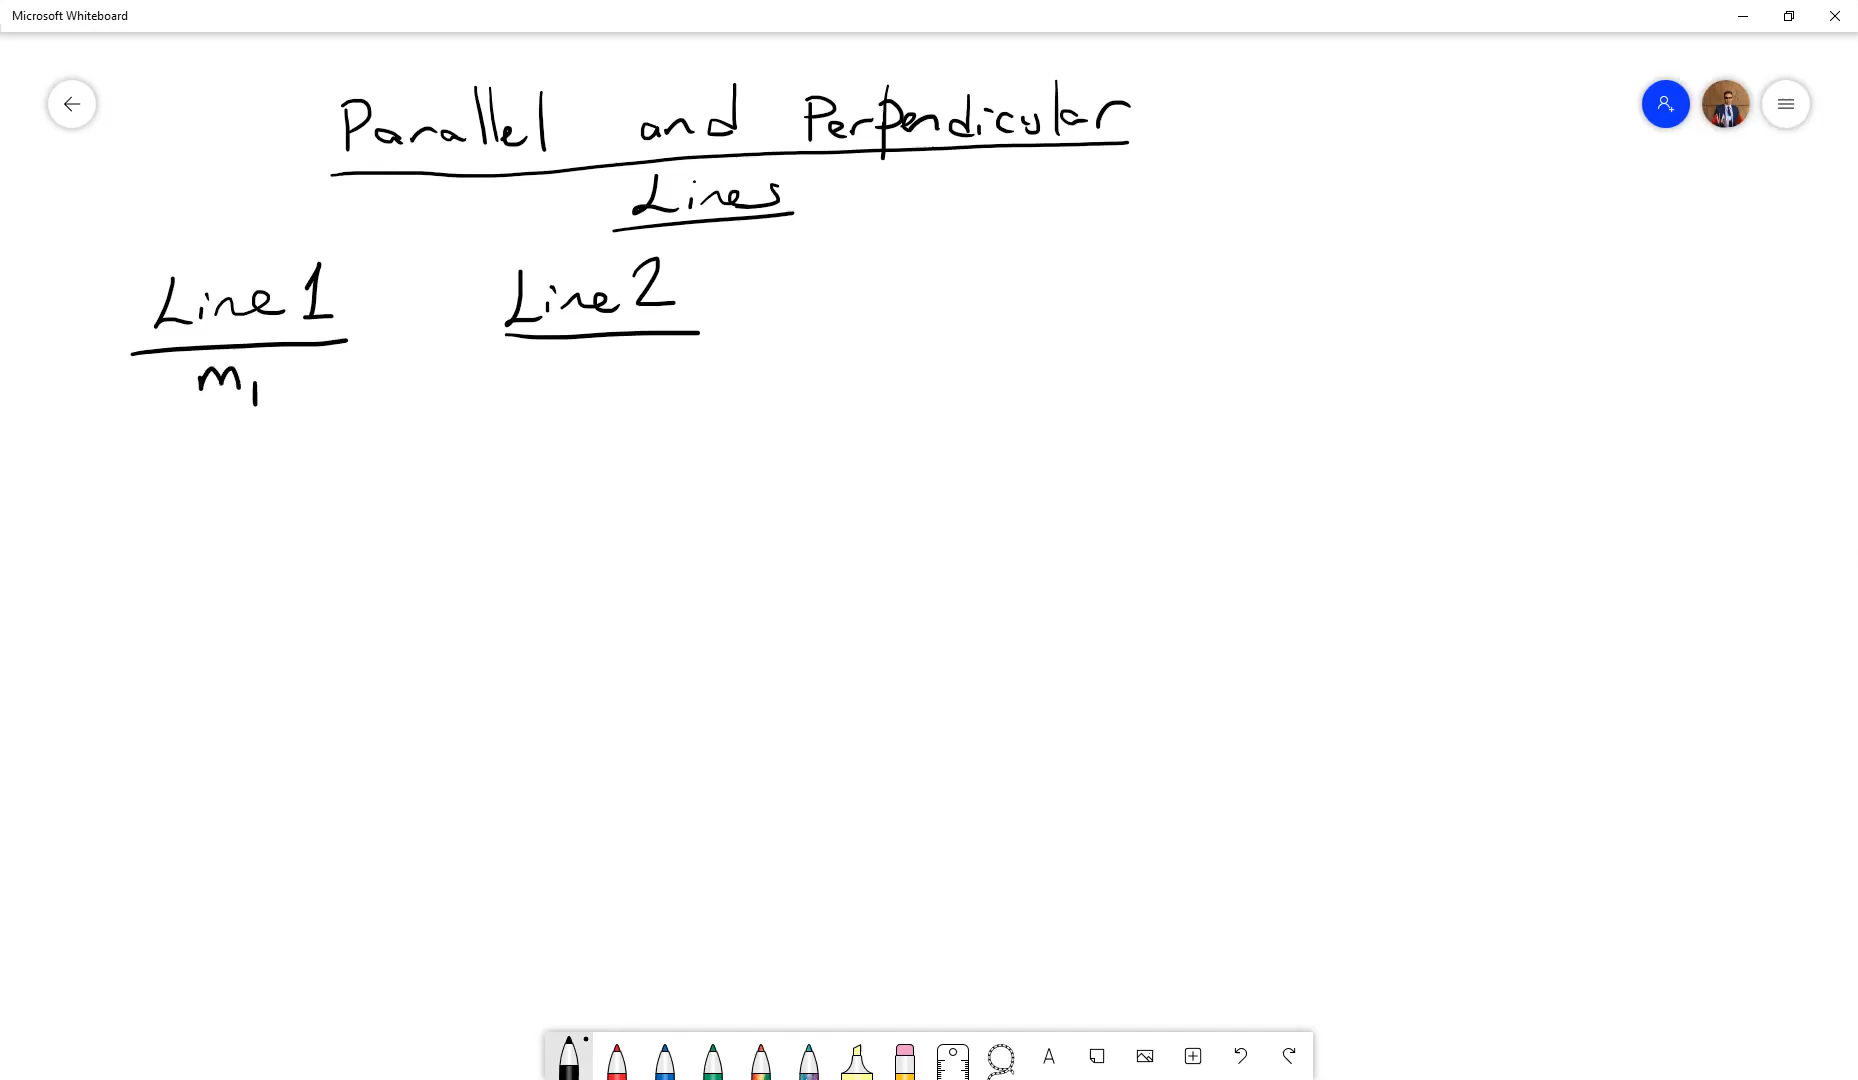 Microsoft Whiteboard
Parallel and Perpendicular
Lines
Line 1 Line 2
m₁
A